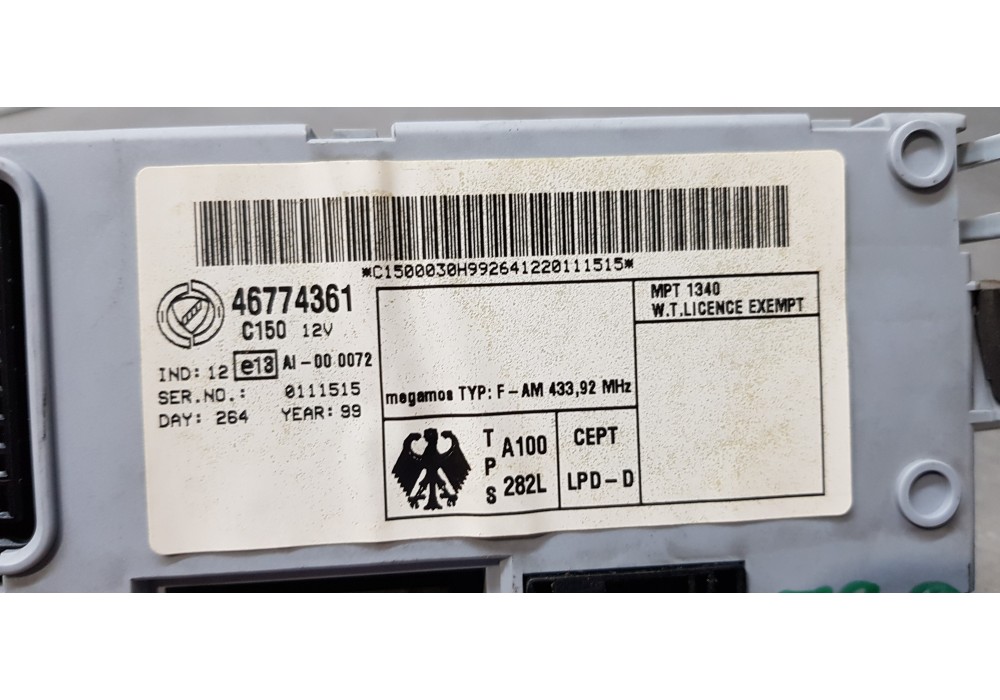 *C1500030H992641220111515*
46774361
C150 12V
IND: 12 e13 AI-00 0072
SER.NO.: 0111515
DAY: 264 YEAR: 99
megamos TYP: F-AM 433,92 MHz
MPT 1340
W.T.LICENCE EXEMPT
TPS A100 282L
CEPT
LPD-D